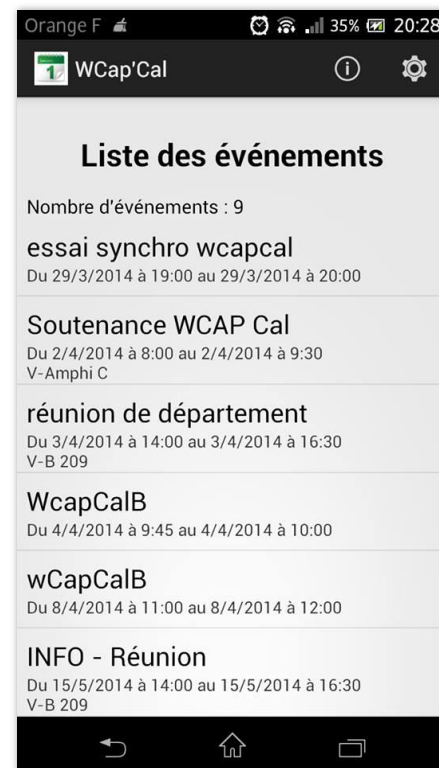 Orange F 35% 20:28
WCap'Cal
Liste des événements
Nombre d'événements : 9
essai synchro wcapcal
Du 29/3/2014 à 19:00 au 29/3/2014 à 20:00
Soutenance WCAP Cal
Du 2/4/2014 à 8:00 au 2/4/2014 à 9:30
V-Amphi C
réunion de département
Du 3/4/2014 à 14:00 au 3/4/2014 à 16:30
V-B 209
WcapCalB
Du 4/4/2014 à 9:45 au 4/4/2014 à 10:00
wCapCalB
Du 8/4/2014 à 11:00 au 8/4/2014 à 12:00
INFO - Réunion
Du 15/5/2014 à 14:00 au 15/5/2014 à 16:30
V-B 209